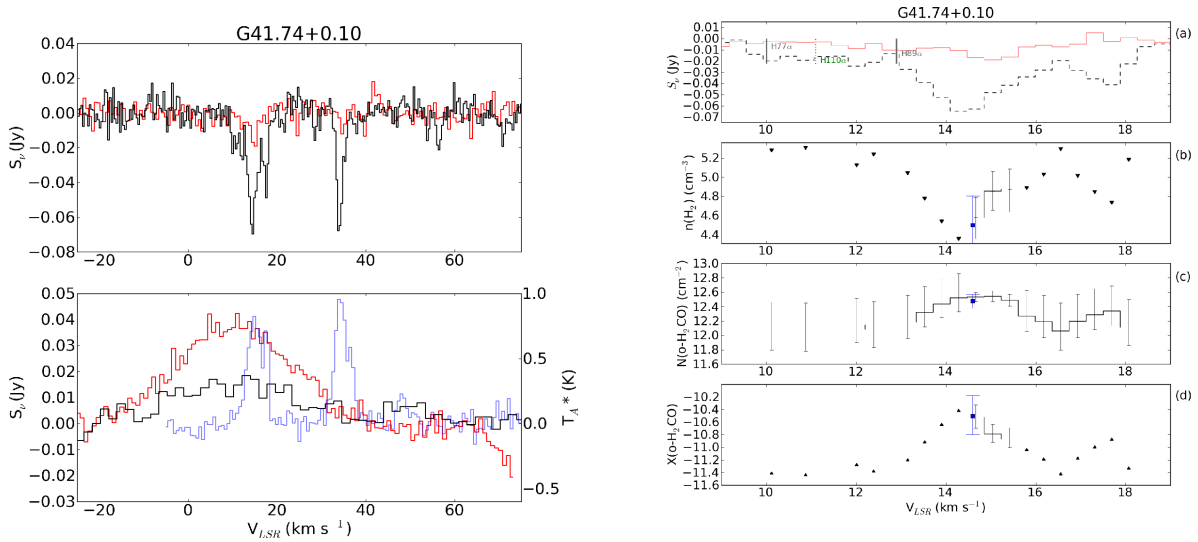 G41.74+0.10
0.04
0.02
0.00
−0.02
−0.04
−0.06
−0.08
S_ν (Jy)
−20 0 20 40 60
0.05
0.04
0.03
0.02
0.01
0.00
−0.01
−0.02
−0.03
S_ν (Jy)
1.0
0.5
0.0
−0.5
T_A * (K)
−20 0 20 40 60
V_LSR (km s⁻¹)
G41.74+0.10
(a)
0.01
0.00
−0.01
−0.02
−0.03
−0.04
−0.05
−0.06
−0.07
S_ν (Jy)
H77α
H110α
H89α
10 12 14 16 18
(b)
5.2
5.0
4.8
4.6
4.4
n(H₂) (cm⁻³)
10 12 14 16 18
(c)
13.0
12.8
12.6
12.4
12.2
12.0
11.8
11.6
N(o-H₂CO) (cm⁻²)
10 12 14 16 18
(d)
−10.2
−10.4
−10.6
−10.8
−11.0
−11.2
−11.4
−11.6
X(o-H₂CO)
10 12 14 16 18
V_LSR (km s⁻¹)